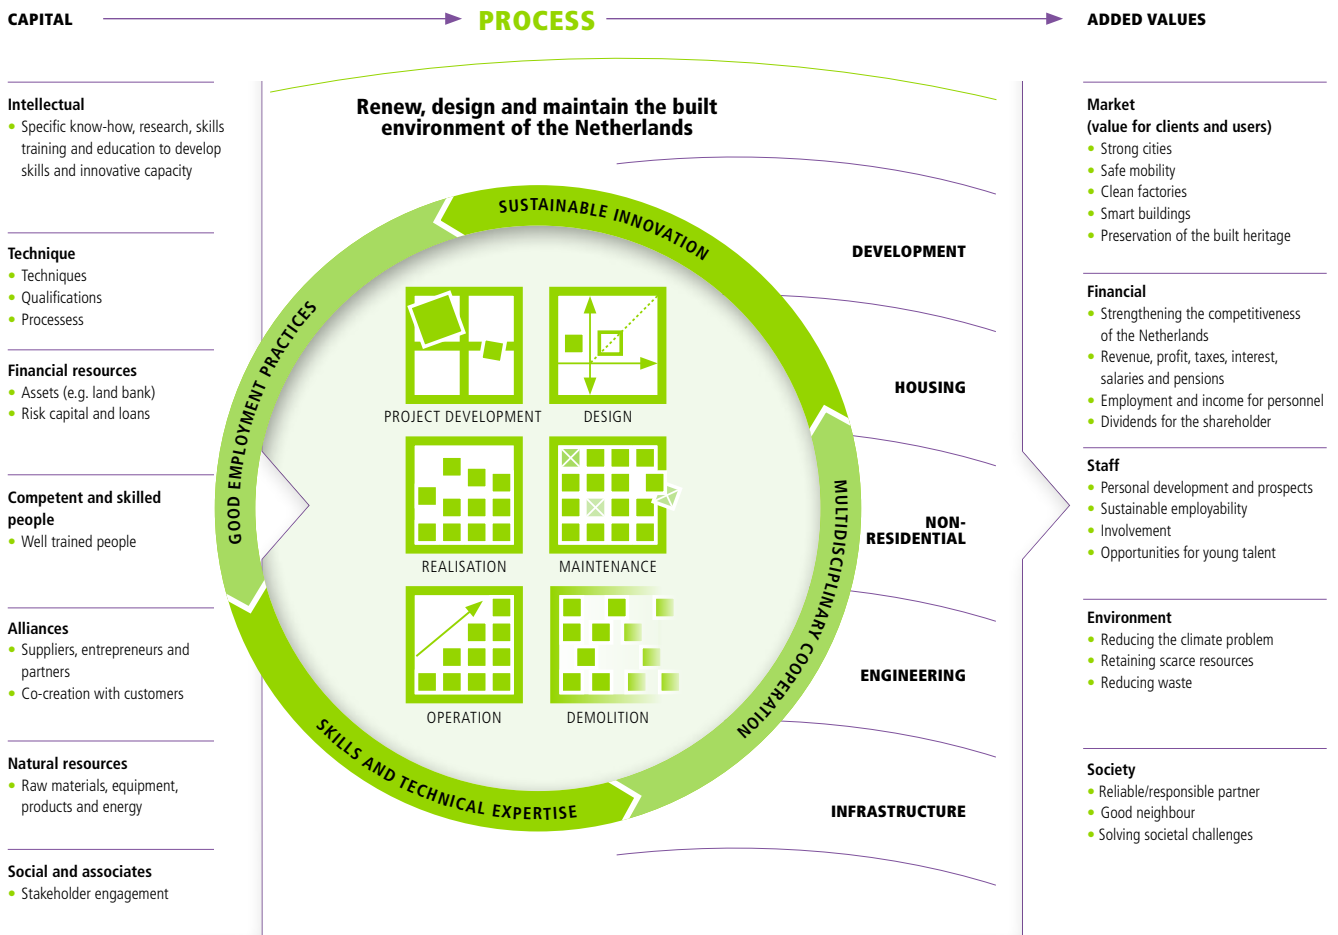 CAPITAL
PROCESS
ADDED VALUES
Intellectual
• Specific know-how, research, skills
training and education to develop
skills and innovative capacity
Technique
• Techniques
• Qualifications
• Processess
Financial resources
• Assets (e.g. land bank)
• Risk capital and loans
Competent and skilled
people
• Well trained people
Alliances
• Suppliers, entrepreneurs and
partners
• Co-creation with customers
Natural resources
• Raw materials, equipment,
products and energy
Social and associates
• Stakeholder engagement
Renew, design and maintain the built
environment of the Netherlands
SUSTAINABLE INNOVATION
GOOD EMPLOYMENT PRACTICES
MULTIDISCIPLINARY COOPERATION
SKILLS AND TECHNICAL EXPERTISE
PROJECT DEVELOPMENT
DESIGN
REALISATION
MAINTENANCE
OPERATION
DEMOLITION
DEVELOPMENT
HOUSING
NON-
RESIDENTIAL
ENGINEERING
INFRASTRUCTURE
Market
(value for clients and users)
• Strong cities
• Safe mobility
• Clean factories
• Smart buildings
• Preservation of the built heritage
Financial
• Strengthening the competitiveness
of the Netherlands
• Revenue, profit, taxes, interest,
salaries and pensions
• Employment and income for personnel
• Dividends for the shareholder
Staff
• Personal development and prospects
• Sustainable employability
• Involvement
• Opportunities for young talent
Environment
• Reducing the climate problem
• Retaining scarce resources
• Reducing waste
Society
• Reliable/responsible partner
• Good neighbour
• Solving societal challenges